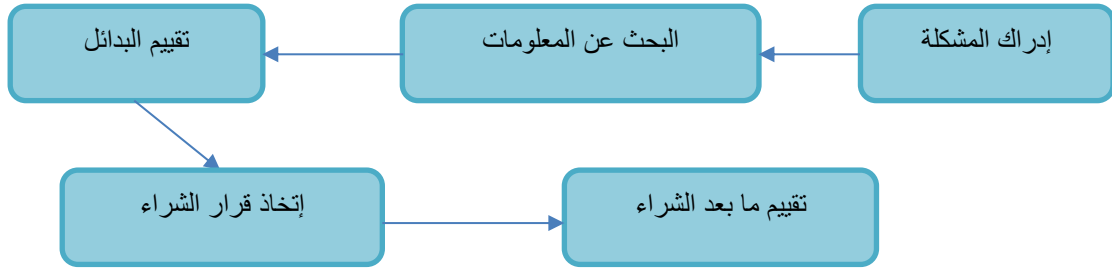 إدراك المشكلة
البحث عن المعلومات
تقييم البدائل
إتخاذ قرار الشراء
تقييم ما بعد الشراء